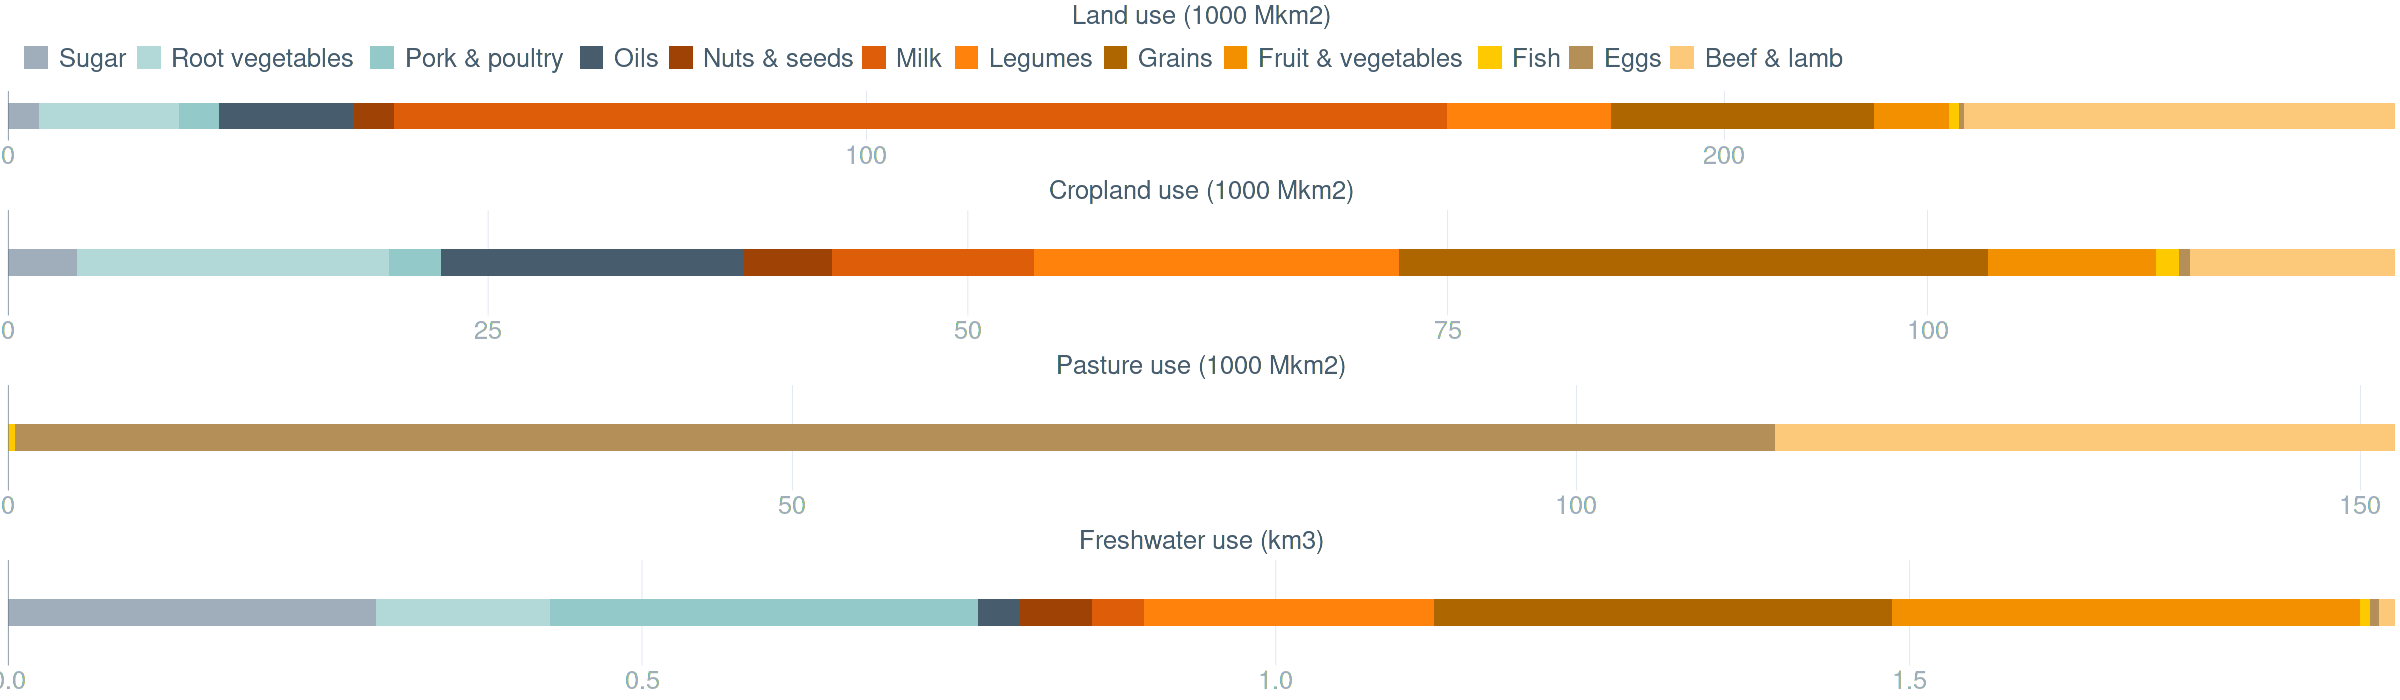 Land use (1000 Mkm2)
Sugar Root vegetables Pork & poultry Oils Nuts & seeds Milk Legumes Grains Fruit & vegetables Fish Eggs Beef & lamb
0 100 200
Cropland use (1000 Mkm2)
0 25 50 75 100
Pasture use (1000 Mkm2)
0 50 100 150
Freshwater use (km3)
0.0 0.5 1.0 1.5